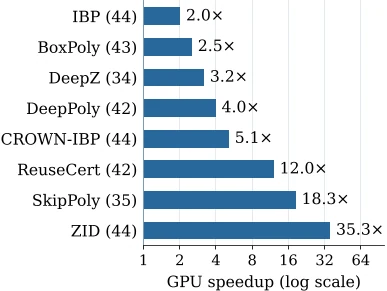 IBP (44) 2.0×
BoxPoly (43) 2.5×
DeepZ (34) 3.2×
DeepPoly (42) 4.0×
CROWN-IBP (44) 5.1×
ReuseCert (42) 12.0×
SkipPoly (35) 18.3×
ZID (44) 35.3×
1 2 4 8 16 32 64
GPU speedup (log scale)